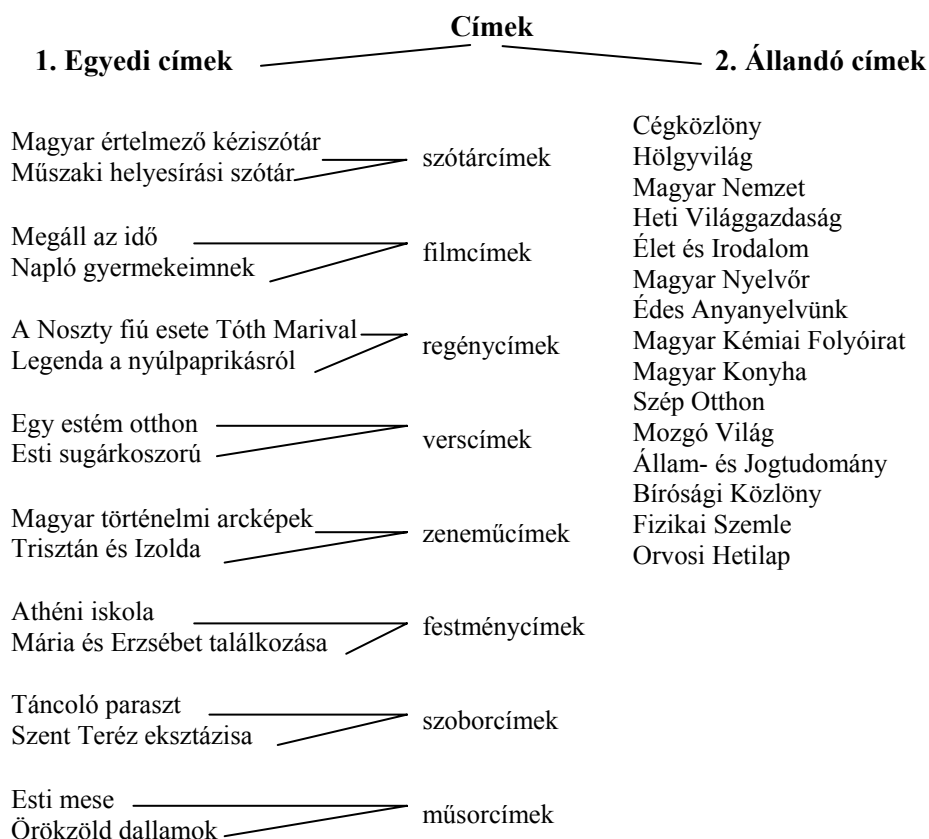 Címek
1. Egyedi címek
2. Állandó címek
Magyar értelmező kéziszótár
Műszaki helyesírási szótár
szótárcímek
Megáll az idő
Napló gyermekeimnek
filmcímek
A Noszty fiú esete Tóth Marival
Legenda a nyúlpaprikásról
regénycímek
Egy estém otthon
Esti sugárkoszorú
verscímek
Magyar történelmi arcképek
Trisztán és Izolda
zeneműcímek
Athéni iskola
Mária és Erzsébet találkozása
festménycímek
Táncoló paraszt
Szent Teréz eksztázisa
szoborcímek
Esti mese
Örökzöld dallamok
műsorcímek
Cégközlöny
Hölgyvilág
Magyar Nemzet
Heti Világgazdaság
Élet és Irodalom
Magyar Nyelvőr
Édes Anyanyelvünk
Magyar Kémiai Folyóirat
Magyar Konyha
Szép Otthon
Mozgó Világ
Állam- és Jogtudomány
Bírósági Közlöny
Fizikai Szemle
Orvosi Hetilap